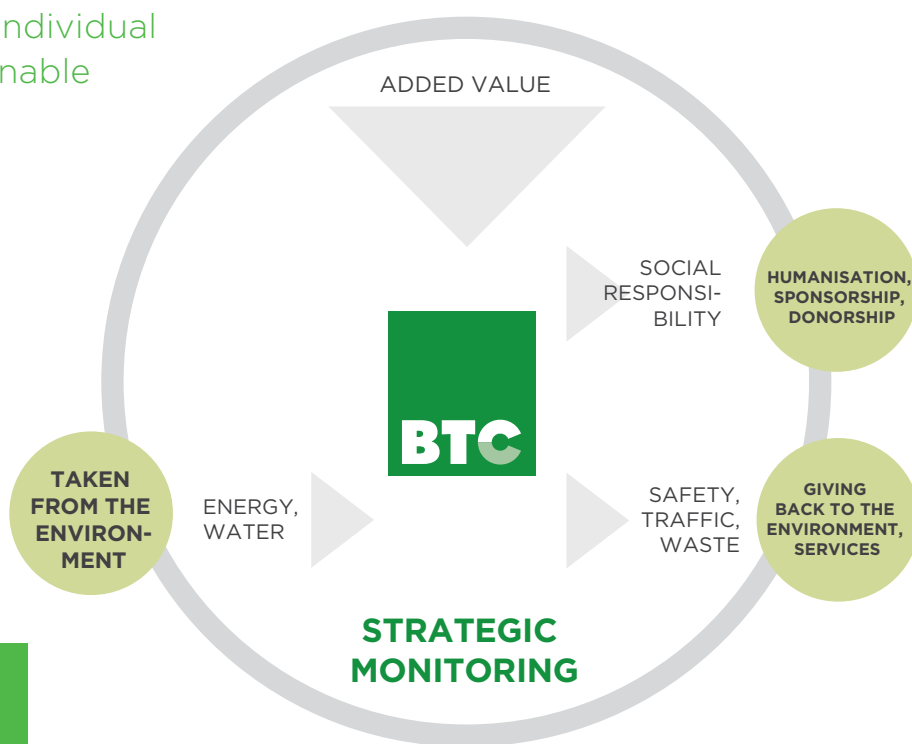 individual
nable
ADDED VALUE
SOCIAL
RESPONSI-
BILITY
HUMANISATION,
SPONSORSHIP,
DONORSHIP
BTC
TAKEN
FROM THE
ENVIRON-
MENT
ENERGY,
WATER
SAFETY,
TRAFFIC,
WASTE
GIVING
BACK TO THE
ENVIRONMENT,
SERVICES
STRATEGIC
MONITORING